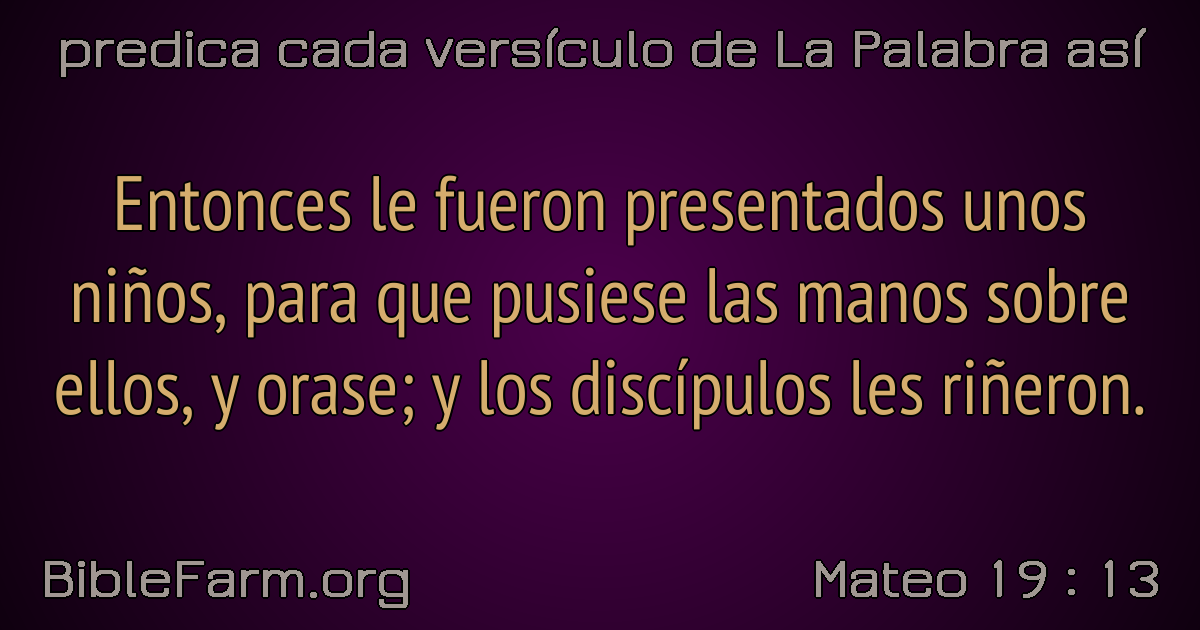 predica cada versículo de La Palabra así
Entonces le fueron presentados unos
niños, para que pusiese las manos sobre
ellos, y orase; y los discípulos les riñeron.
BibleFarm.org
Mateo 19 : 13